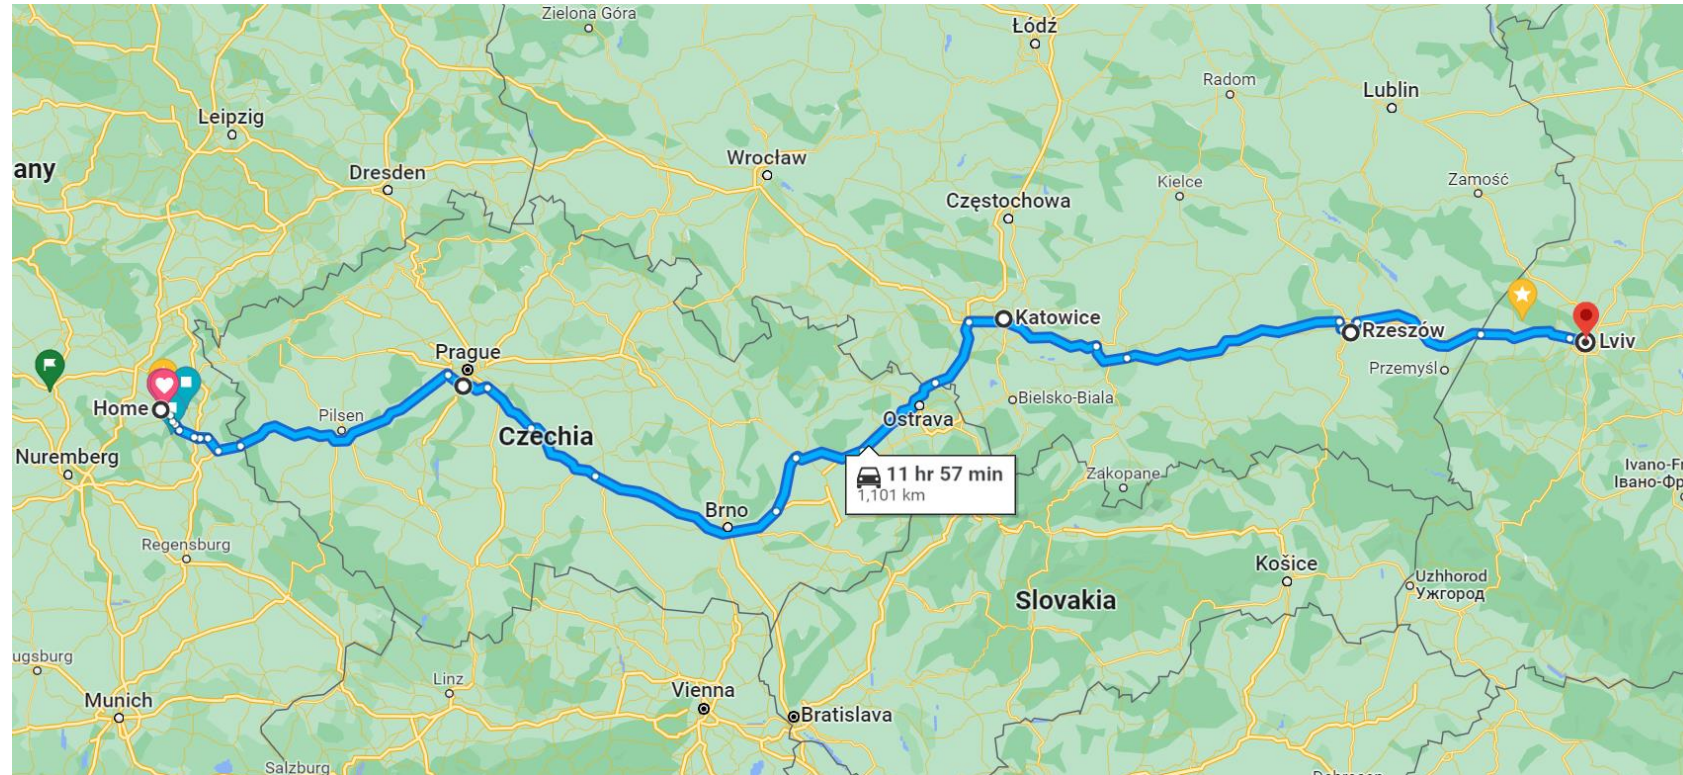 Zielona Góra
Łódź
Radom
Lublin
Leipzig
Wrocław
any
Dresden
Kielce
Zamość
Częstochowa
Katowice
Rzeszów
Lviv
Prague
Przemyśl
Home
Pilsen
Bielsko-Biala
Ostrava
Czechia
Nuremberg
11 hr 57 min
1,101 km
Zakopane
Ivano-Fr
Івано-Фр
Brno
Regensburg
Košice
Uzhhorod
Ужгород
Slovakia
ugsburg
Linz
Vienna
Munich
Bratislava
Salzburg